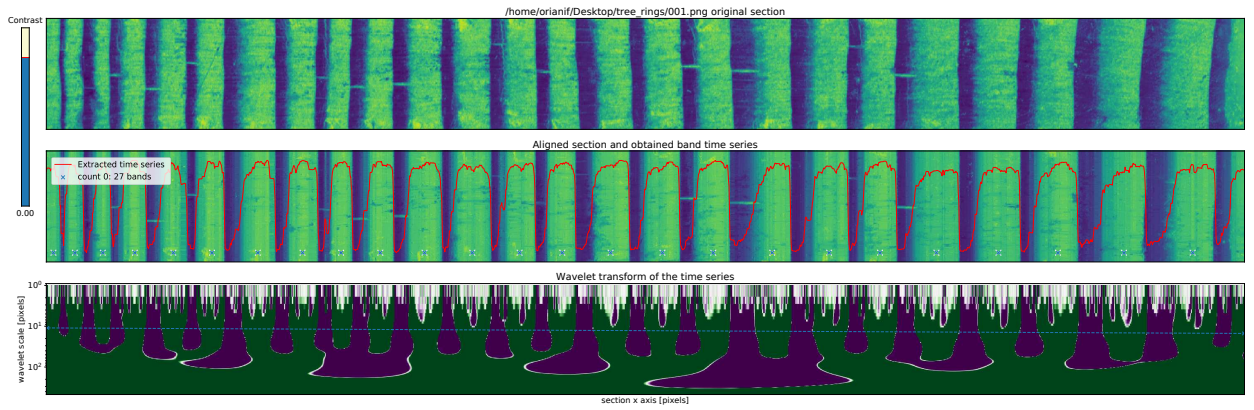 /home/orianif/Desktop/tree_rings/001.png original section
Contrast
0.00
Aligned section and obtained band time series
Extracted time series
count 0: 27 bands
Wavelet transform of the time series
10⁰
10¹
10²
wavelet scale [pixels]
section x axis [pixels]